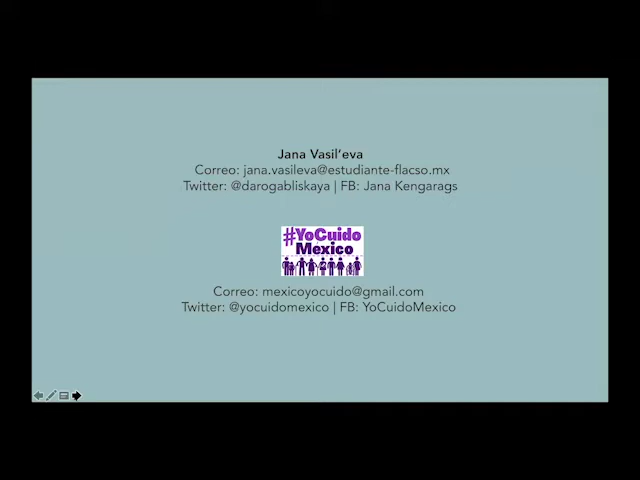 Jana Vasil'eva
Correo: jana.vasileva@estudiante-flacso.mx
Twitter: @darogabliskaya | FB: Jana Kengarags
#YoCuido
México
Correo: mexicoyocuido@gmail.com
Twitter: @yocuidomexico | FB: YoCuidoMexico